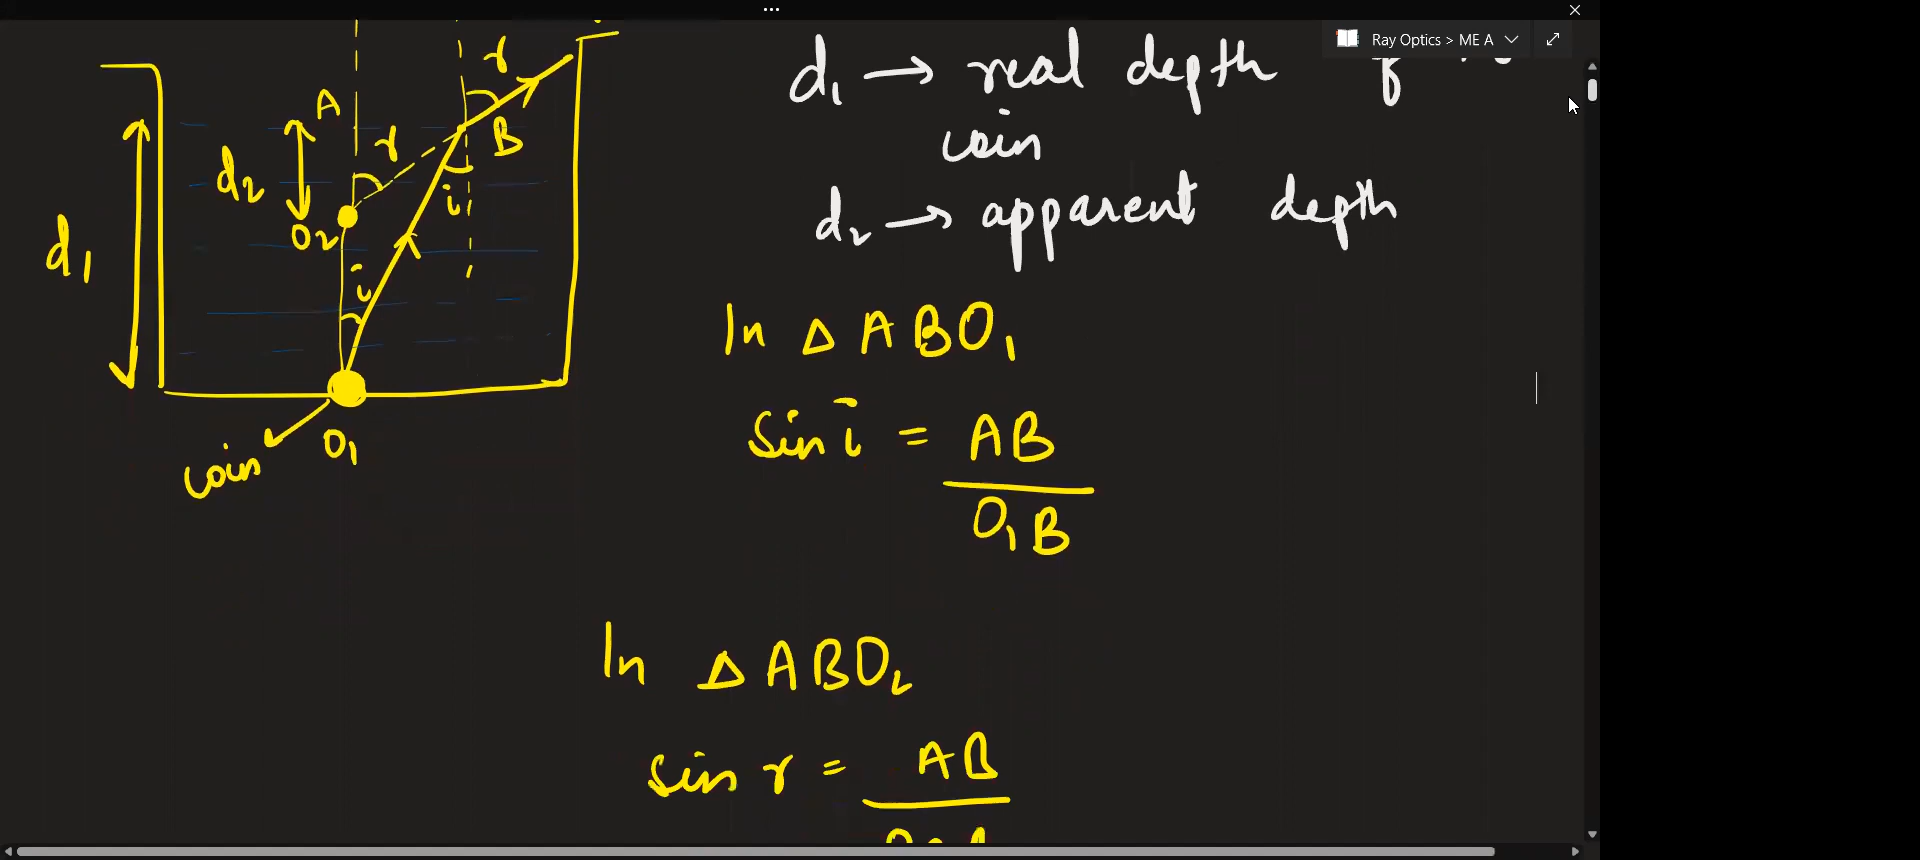 Ray Optics > ME A
d1 → real depth of
coin
d2 → apparent depth
A
r
r
B
d2
i
O2
d1
i
coin
O1
In Δ ABO1
sin i = AB
O1B
In Δ ABO2
sin r = AB